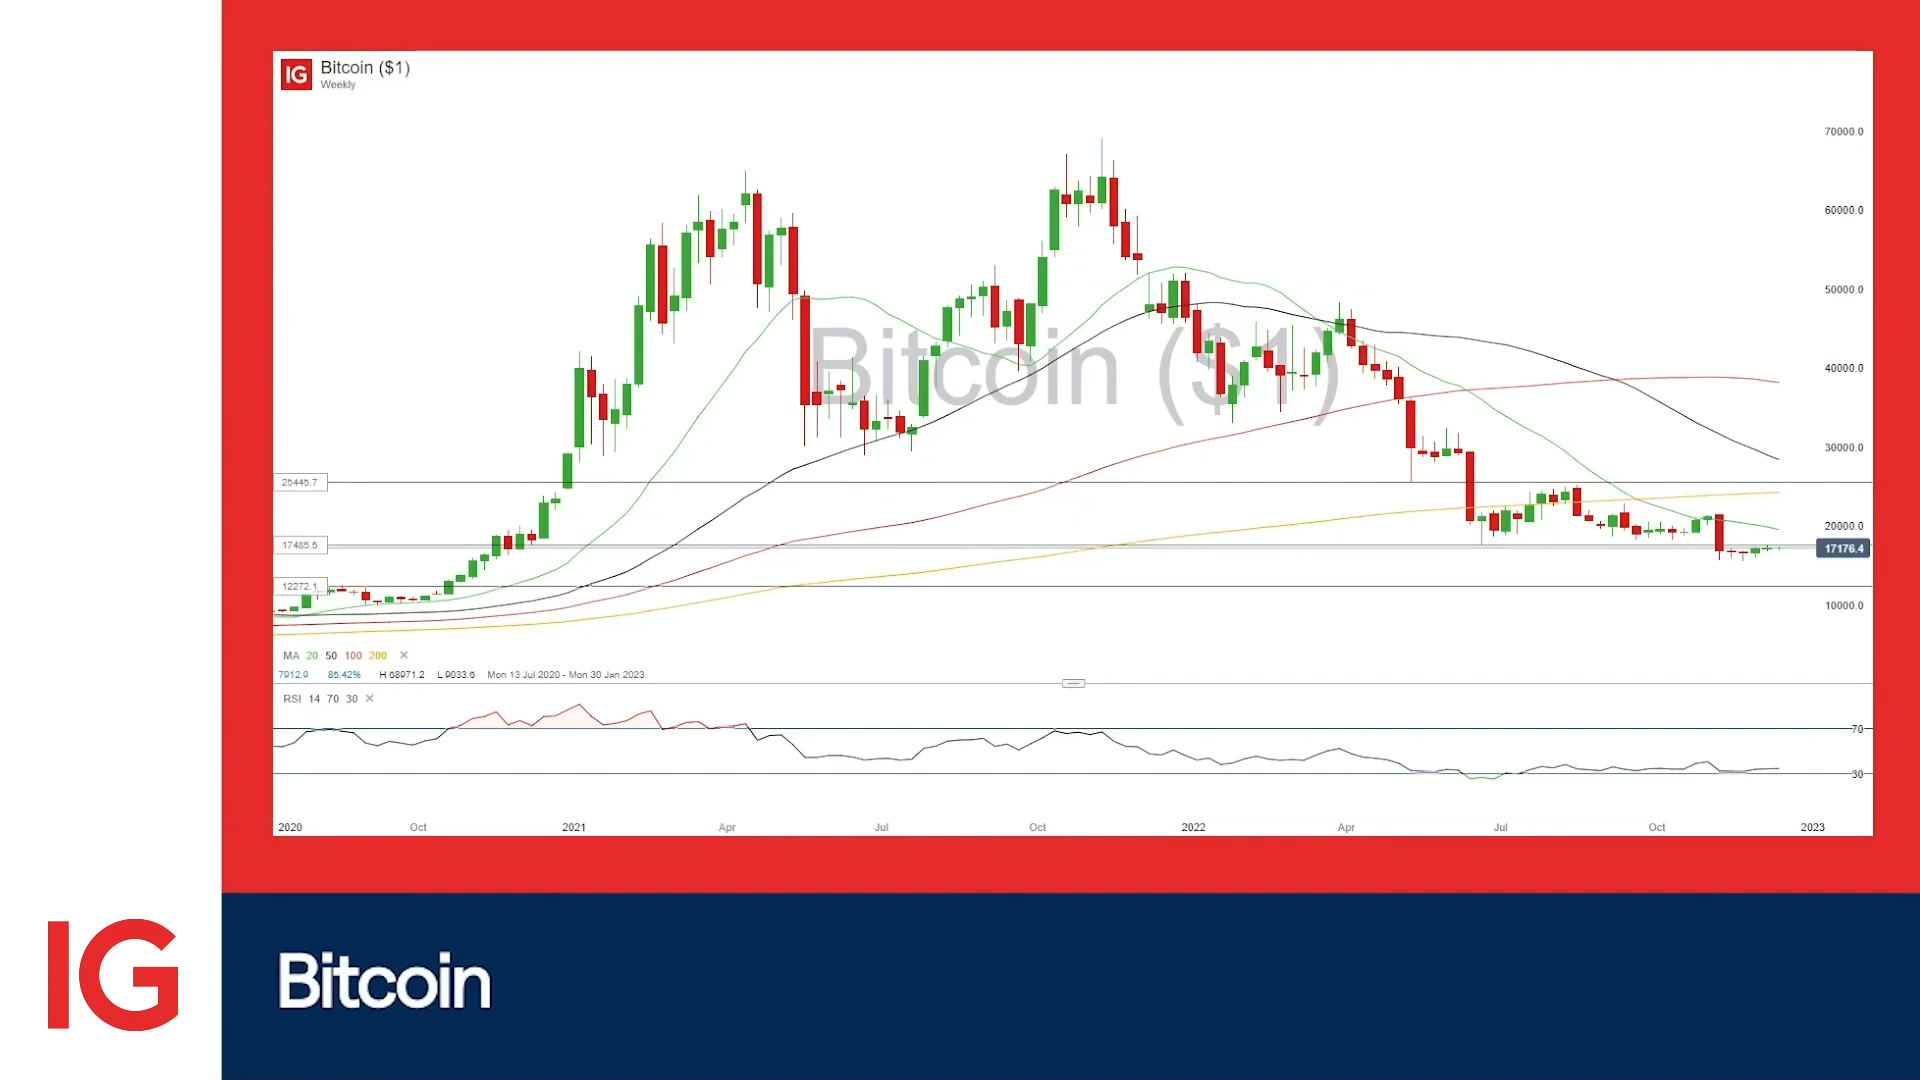 IG
Bitcoin ($1)
Weekly
Bitcoin ($1)
70000.0
60000.0
50000.0
40000.0
30000.0
20000.0
10000.0
25445.7
17485.5
12272.1
17176.4
MA 20 50 100 200 ✕
7912.9 85.42% H 68971.2 L 9033.6 Mon 13 Jul 2020 - Mon 30 Jan 2023
RSI 14 70 30 ✕
70
30
2020 Oct 2021 Apr Jul Oct 2022 Apr Jul Oct 2023
IG
Bitcoin